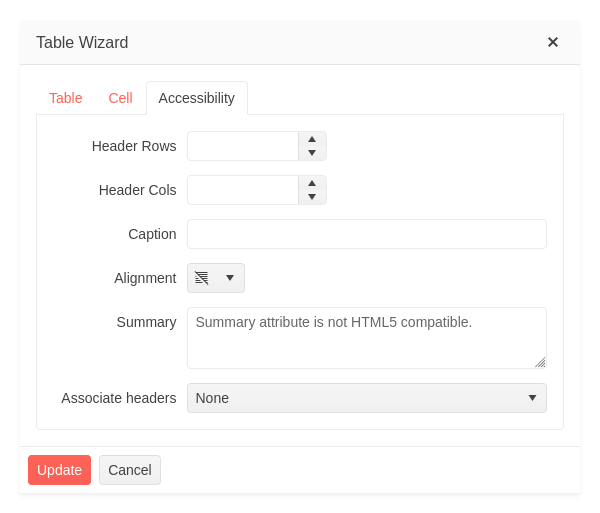 Table Wizard
Table Cell Accessibility
Header Rows
Header Cols
Caption
Alignment
Summary Summary attribute is not HTML5 compatible.
Associate headers None
Update Cancel